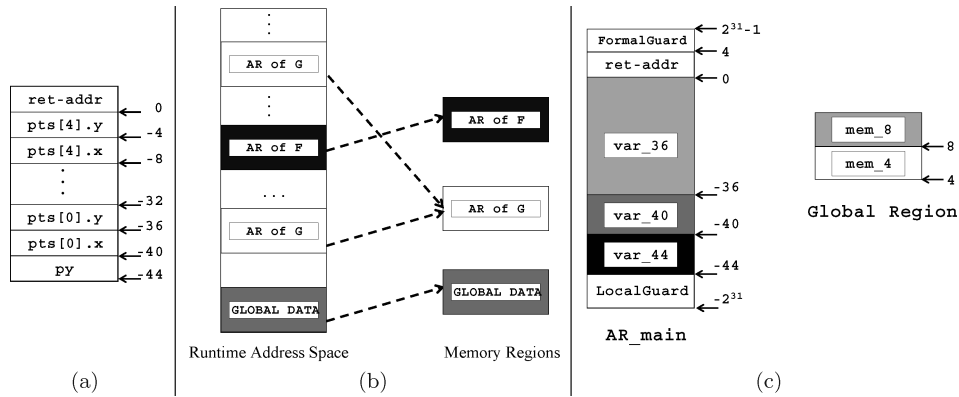 ret-addr
0
pts[4].y
-4
pts[4].x
-8
-32
pts[0].y
-36
pts[0].x
-40
py
-44
(a)
AR of G
AR of F
...
AR of G
GLOBAL DATA
Runtime Address Space
AR of F
AR of G
GLOBAL DATA
Memory Regions
(b)
2³¹-1
FormalGuard
4
ret-addr
0
var_36
-36
var_40
-40
var_44
-44
LocalGuard
-2³¹
AR_main
mem_8
8
mem_4
4
Global Region
(c)